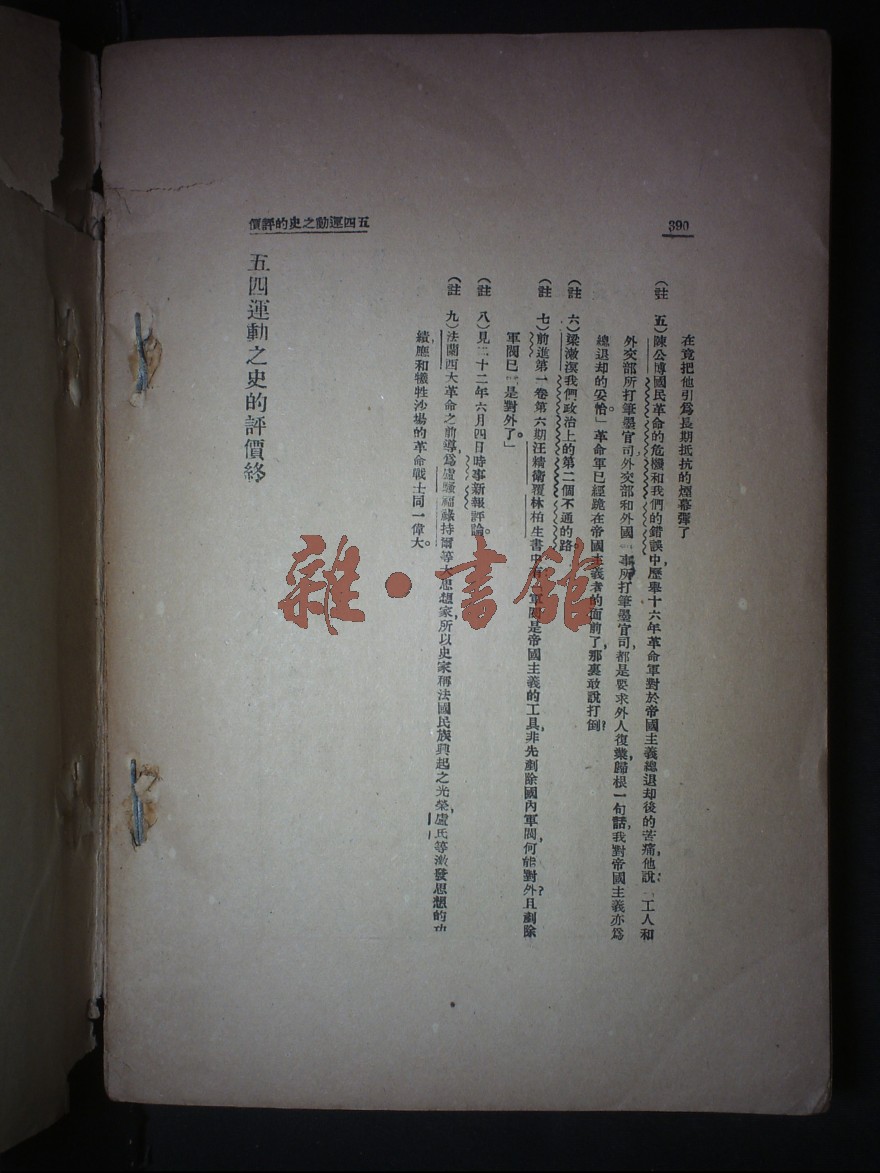 390
五四運動之史的評價
在竟把他引爲長期抵抗的煙幕彈了
(註 五)陳公博國民革命的危機和我們的錯誤中,歷舉十六年革命軍對於帝國主義總退却後的苦痛,他說:「工人和
外交部所打筆墨官司,外交部和外國 事所打筆墨官司,都是要求外人復業,歸根一句話,我對帝國主義亦爲
總退却的妥恰」革命軍已經跪在帝國主義者的面前了,那裏敢說打倒?
(註 六)梁漱溟我們政治上的第二個不通的路
(註 七)前進第一卷第六期汪精衛覆林柏生書中有 軍閥是帝國主義的工具,非先剷除國內軍閥何能對外?且剷除
軍閥已 是對外了」。
(註 八)見二十二年六月四日時事新報評論。
(註 九)法蘭西大革命之前導,爲盧騷福祿特爾等大思想家,所以史家稱法國民族興起之光榮,盧氏等激發思想的功
績,應和犧牲沙場的革命戰士同一偉大。
五四運動之史的評價終
雜·書館